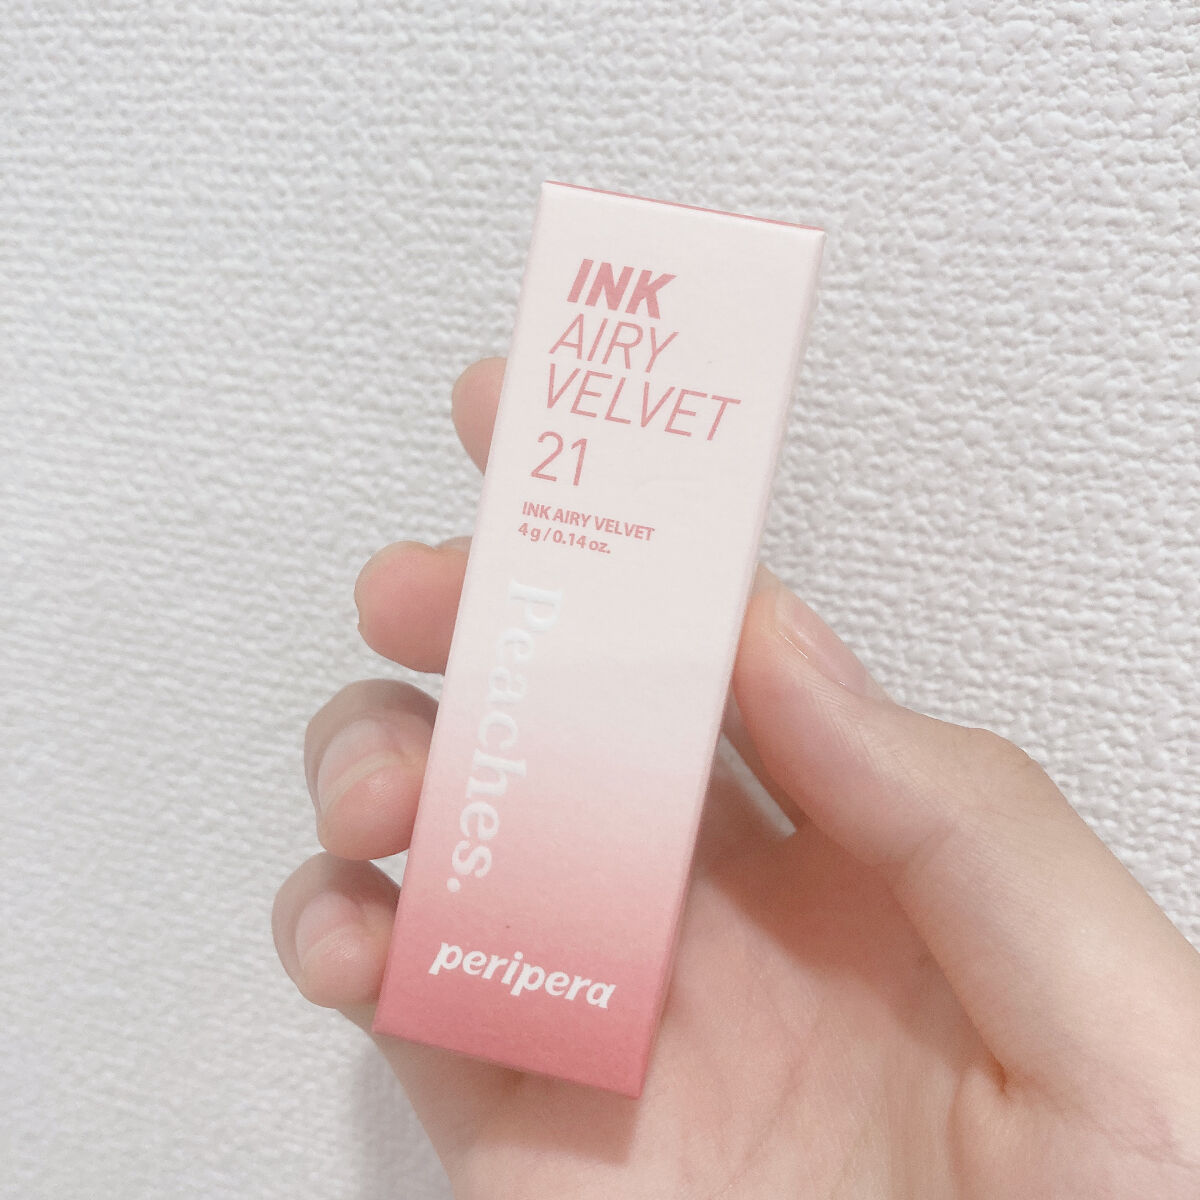 INK
AIRY
VELVET
21
INK AIRY VELVET
4 g / 0.14 oz.
Peaches.
peripera